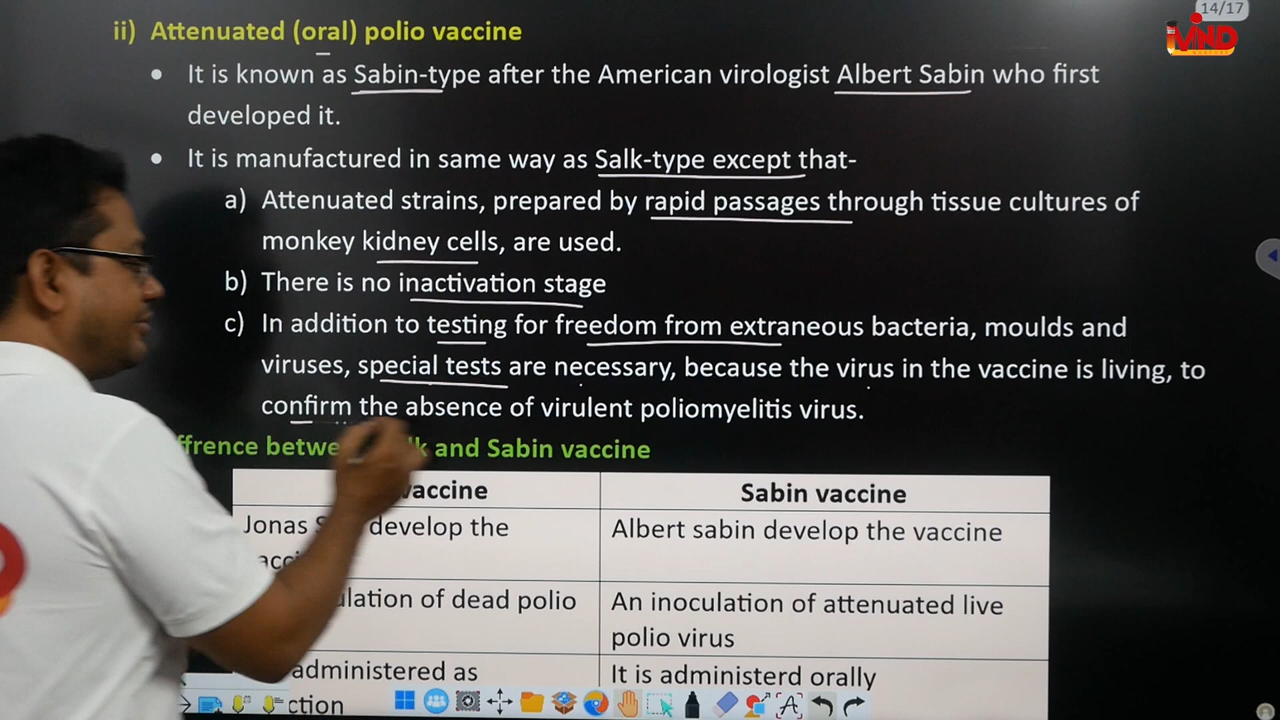 14/17
MIND
ii) Attenuated (oral) polio vaccine
• It is known as Sabin-type after the American virologist Albert Sabin who first
developed it.
• It is manufactured in same way as Salk-type except that-
a) Attenuated strains, prepared by rapid passages through tissue cultures of
monkey kidney cells, are used.
b) There is no inactivation stage
c) In addition to testing for freedom from extraneous bacteria, moulds and
viruses, special tests are necessary, because the virus in the vaccine is living, to
confirm the absence of virulent poliomyelitis virus.
and Sabin vaccine
vaccine Sabin vaccine
Jonas develop the Albert sabin develop the vaccine
of dead polio An inoculation of attenuated live
polio virus
administered as It is administerd orally